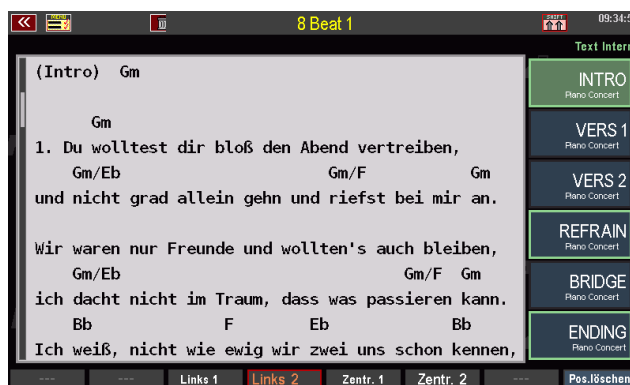 MENU
8 Beat 1
SHIFT
09:34:5
Text Intern
(Intro)  Gm
Gm
1. Du wolltest dir bloß den Abend vertreiben,
Gm/Eb Gm/F Gm
und nicht grad allein gehn und riefst bei mir an.
Wir waren nur Freunde und wollten's auch bleiben,
Gm/Eb Gm/F Gm
ich dacht nicht im Traum, dass was passieren kann.
Bb F Eb Bb
Ich weiß, nicht wie ewig wir zwei uns schon kennen,
INTRO
Piano Concert
VERS 1
Piano Concert
VERS 2
Piano Concert
REFRAIN
Piano Concert
BRIDGE
Piano Concert
ENDING
Piano Concert
--- --- Links 1 Links 2 Zentr. 1 Zentr. 2 --- Pos.löschen